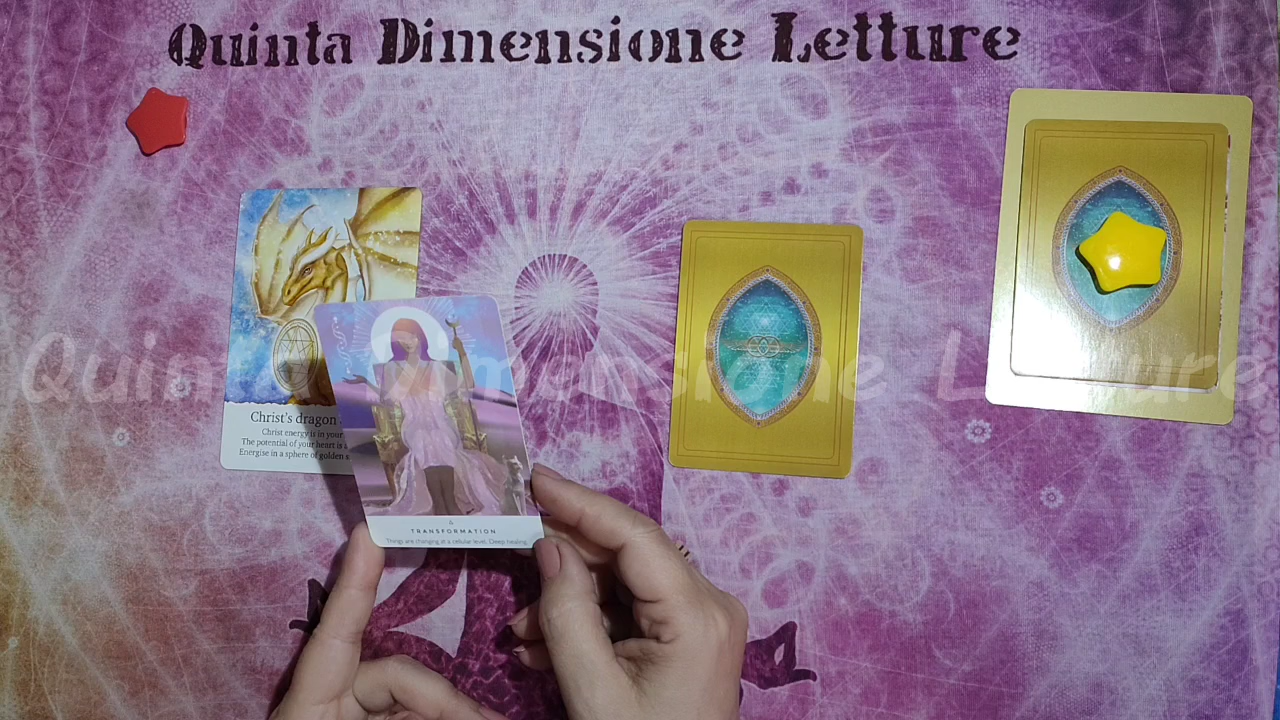 Quinta Dimensione Letture
Quinta Dimensione Letture
Christ's dragon
Christ energy is in your
The potential of your heart is
Energise in a sphere of golden
TRANSFORMATION
Things are changing at a cellular level. Deep healing.